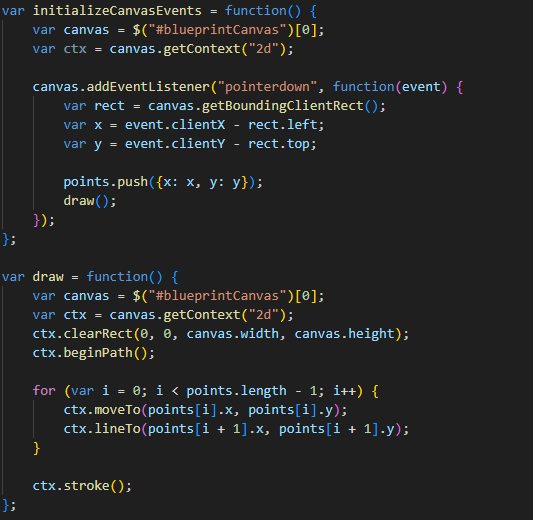 var initializeCanvasEvents = function() {
    var canvas = $("#blueprintCanvas")[0];
    var ctx = canvas.getContext("2d");

    canvas.addEventListener("pointerdown", function(event) {
        var rect = canvas.getBoundingClientRect();
        var x = event.clientX - rect.left;
        var y = event.clientY - rect.top;

        points.push({x: x, y: y});
        draw();
    });
};

var draw = function() {
    var canvas = $("#blueprintCanvas")[0];
    var ctx = canvas.getContext("2d");
    ctx.clearRect(0, 0, canvas.width, canvas.height);
    ctx.beginPath();

    for (var i = 0; i < points.length - 1; i++) {
        ctx.moveTo(points[i].x, points[i].y);
        ctx.lineTo(points[i + 1].x, points[i + 1].y);
    }

    ctx.stroke();
};